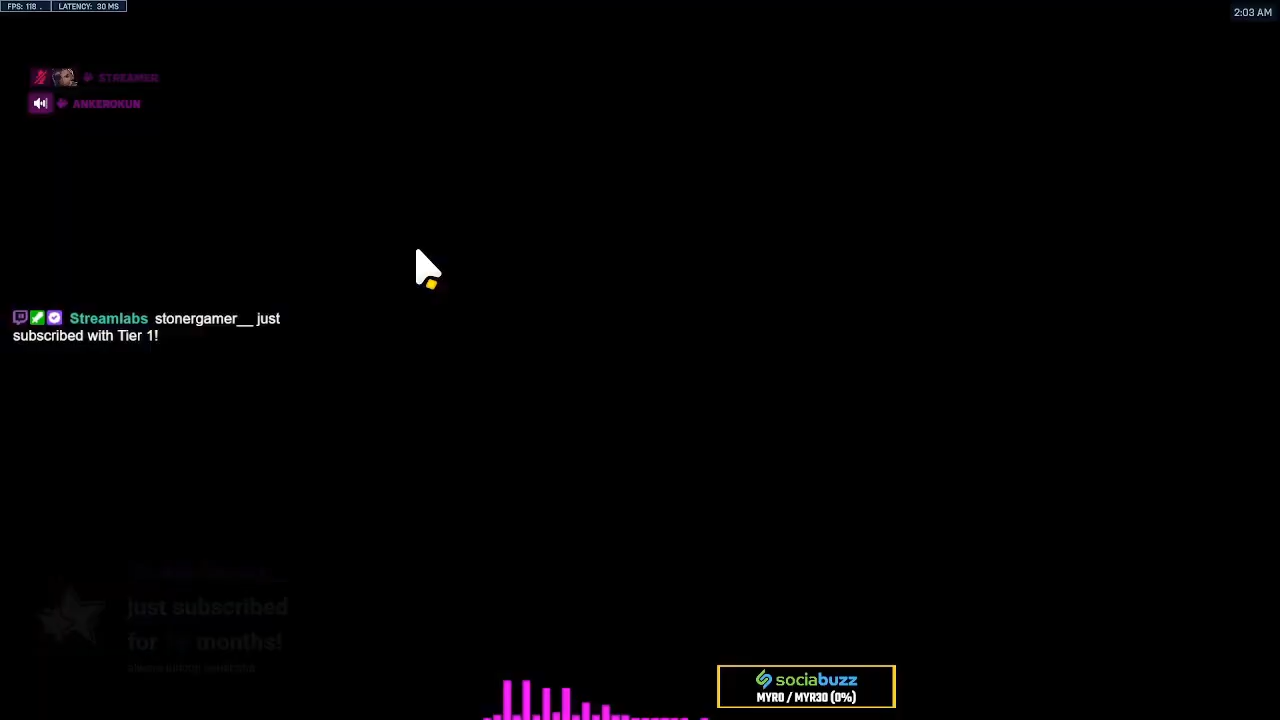 FPS: 118 . LATENCY: 30 MS
2:03 AM
STREAMER
ANKEROKUN
Streamlabs stonergamer__ just
subscribed with Tier 1!
just subscribed
for months!
sociabuzz
MYR0 / MYR30 (0%)